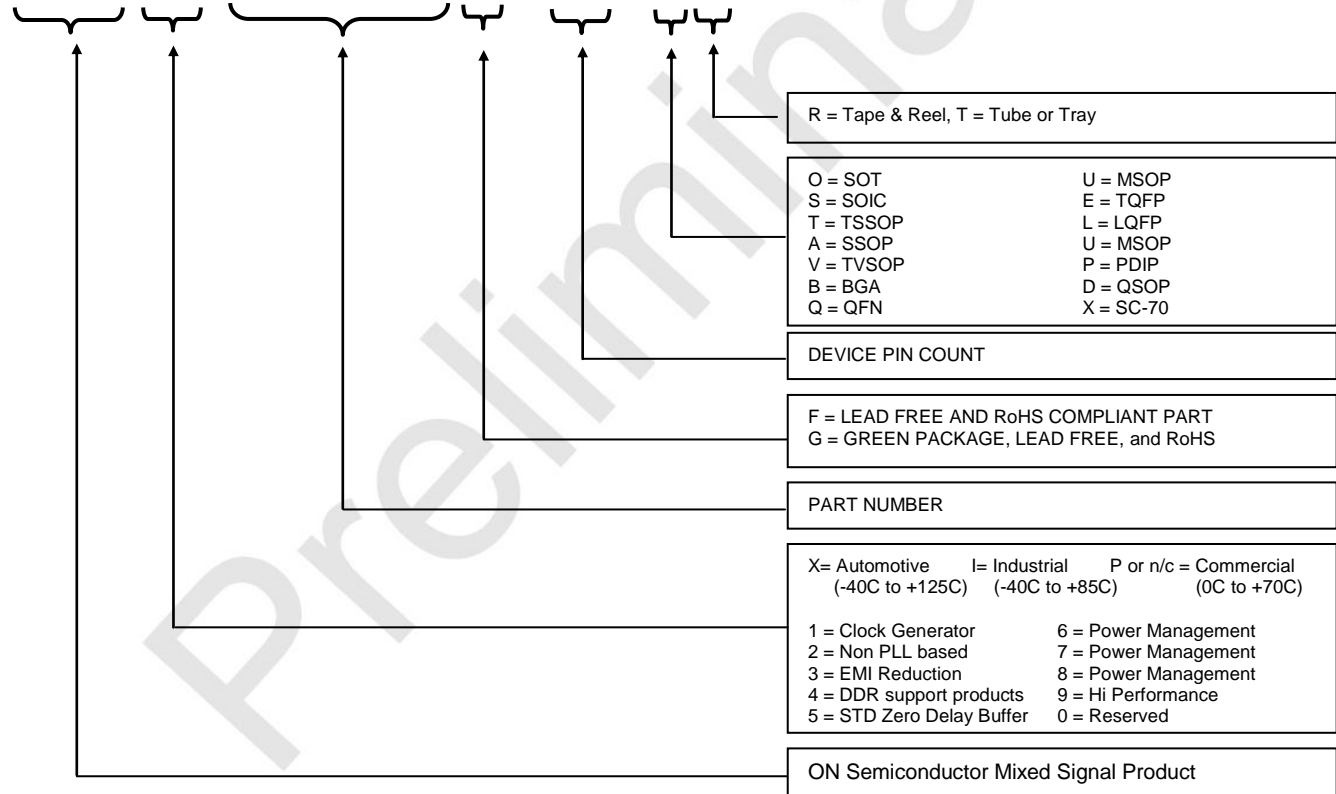 R = Tape & Reel, T = Tube or Tray
O = SOT U = MSOP
S = SOIC E = TQFP
T = TSSOP L = LQFP
A = SSOP U = MSOP
V = TVSOP P = PDIP
B = BGA D = QSOP
Q = QFN X = SC-70
DEVICE PIN COUNT
F = LEAD FREE AND RoHS COMPLIANT PART
G = GREEN PACKAGE, LEAD FREE, and RoHS
PART NUMBER
X= Automotive I= Industrial P or n/c = Commercial
(-40C to +125C) (-40C to +85C) (0C to +70C)
1 = Clock Generator 6 = Power Management
2 = Non PLL based 7 = Power Management
3 = EMI Reduction 8 = Power Management
4 = DDR support products 9 = Hi Performance
5 = STD Zero Delay Buffer 0 = Reserved
ON Semiconductor Mixed Signal Product
Prelimina